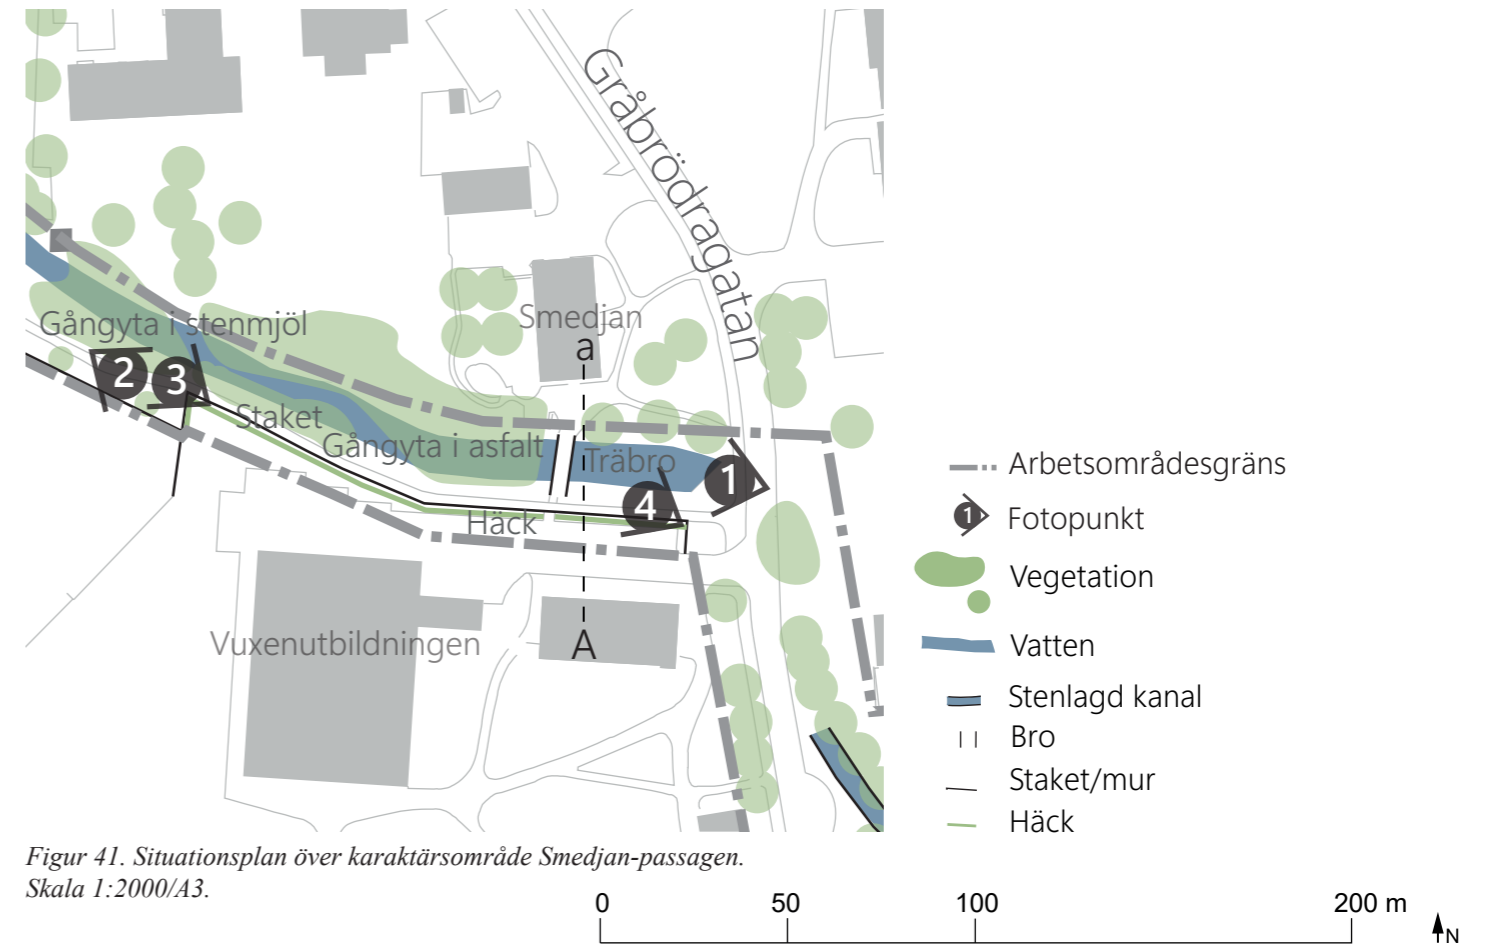 Gråbrödragatan
Gångyta i stenmjöl
Smedjan
a
2
3
Staket
Gångyta i asfalt
Träbro
1
4
Häck
Vuxenutbildningen
A
Arbetsområdesgräns
1 Fotopunkt
Vegetation
Vatten
Stenlagd kanal
Bro
Staket/mur
Häck
Figur 41. Situationsplan över karaktärsområde Smedjan-passagen.
Skala 1:2000/A3.
0 50 100 200 m
N